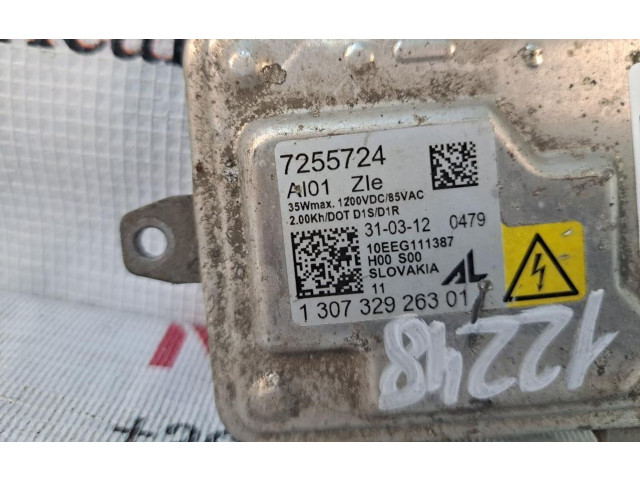 7255724
AI01 Zle
35Wmax. 1200VDC/85VAC
2.00Kh/DOT D1S/D1R
31-03-12 0479
10EEG111387
H00 S00
SLOVAKIA
AL
11
1 307 329 263 01
12248